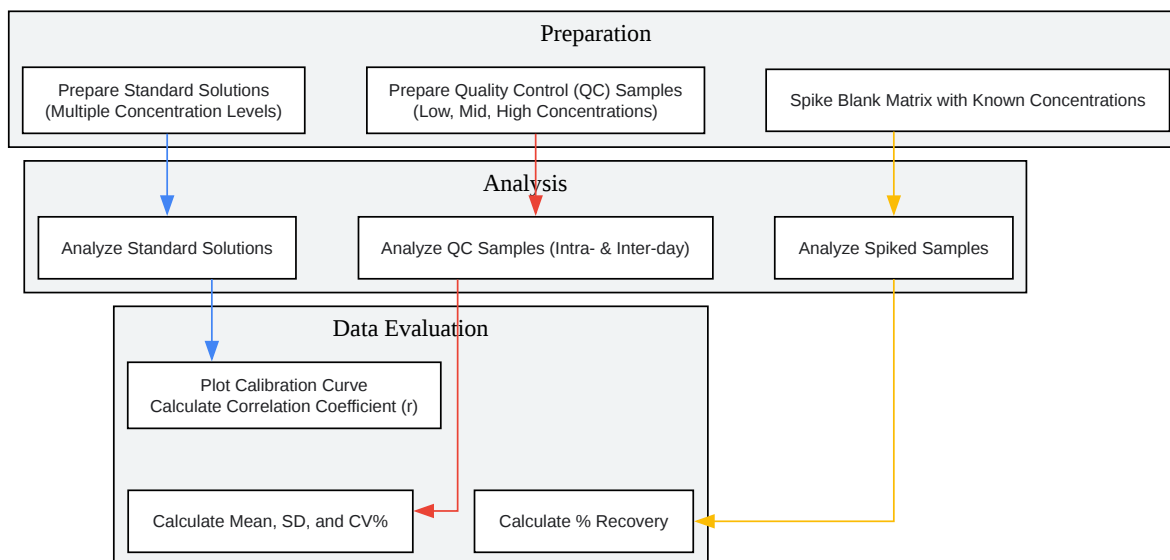 Preparation
Prepare Standard Solutions
(Multiple Concentration Levels)
Prepare Quality Control (QC) Samples
(Low, Mid, High Concentrations)
Spike Blank Matrix with Known Concentrations
Analysis
Analyze Standard Solutions
Analyze QC Samples (Intra- & Inter-day)
Analyze Spiked Samples
Data Evaluation
Plot Calibration Curve
Calculate Correlation Coefficient (r)
Calculate Mean, SD, and CV%
Calculate % Recovery